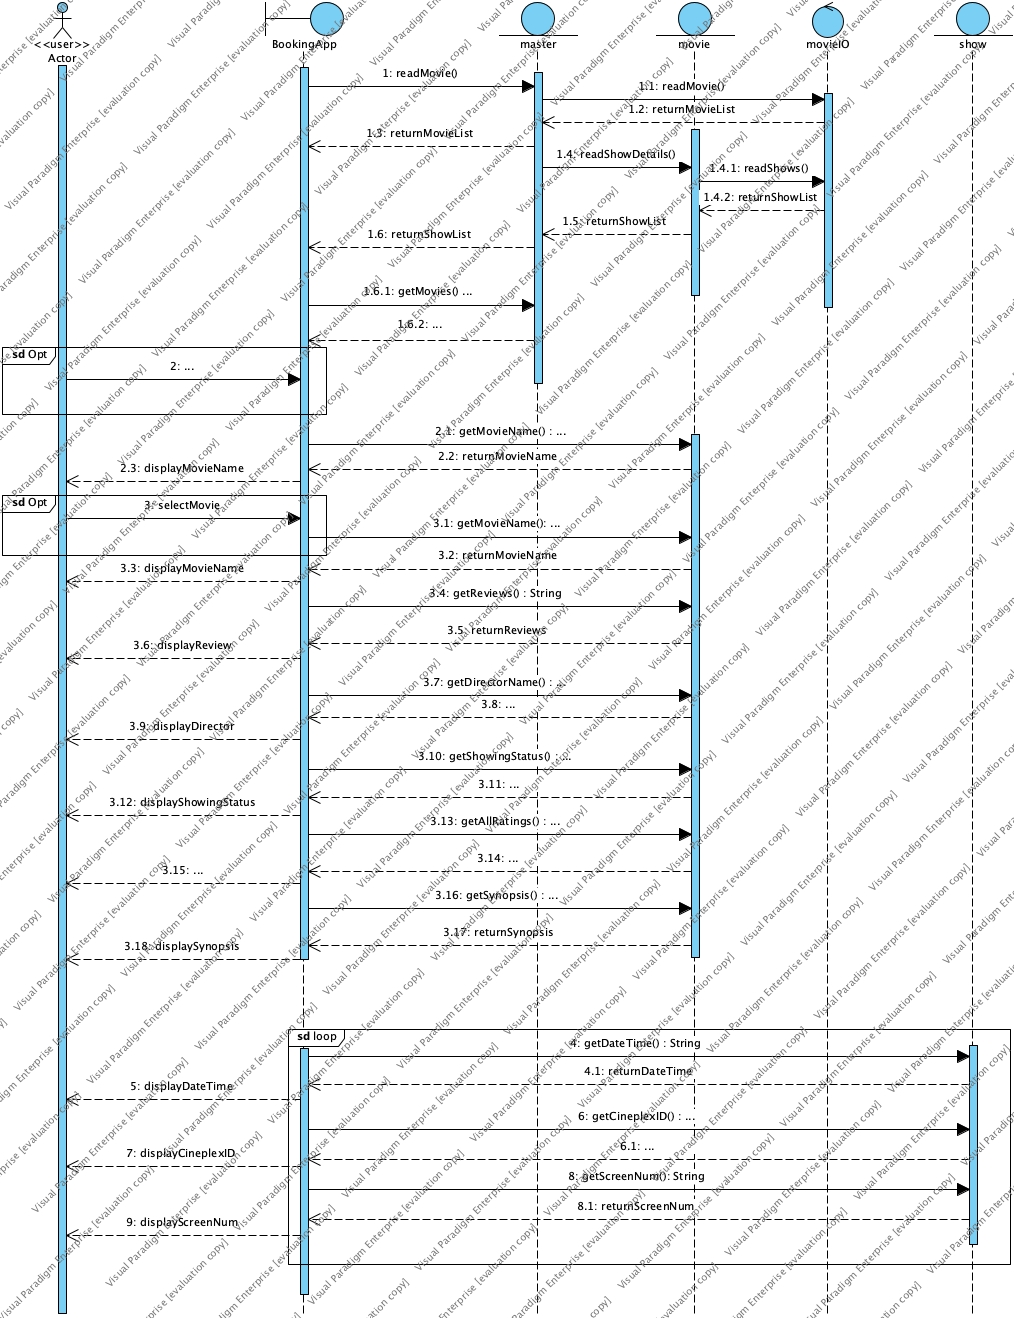 <<user>>
Actor
BookingApp
master
movie
movieIO
show
1: readMovie()
1.1: readMovie()
1.2: returnMovieList
1.3: returnMovieList
1.4: readShowDetails()
1.4.1: readShows()
1.4.2: returnShowList
1.5: returnShowList
1.6: returnShowList
1.6.1: getMovies() ...
1.6.2: ...
sd Opt
2: ...
2.1: getMovieName() : ...
2.2: returnMovieName
2.3: displayMovieName
sd Opt
3: selectMovie
3.1: getMovieName(): ...
3.2: returnMovieName
3.3: displayMovieName
3.4: getReviews() : String
3.5: returnReviews
3.6: displayReview
3.7: getDirectorName() : ...
3.8: ...
3.9: displayDirector
3.10: getShowingStatus() : ...
3.11: ...
3.12: displayShowingStatus
3.13: getAllRatings() : ...
3.14: ...
3.15: ...
3.16: getSynopsis() : ...
3.17: returnSynopsis
3.18: displaySynopsis
sd loop
4: getDateTime() : String
4.1: returnDateTime
5: displayDateTime
6: getCineplexID() : ...
6.1: ...
7: displayCineplexID
8: getScreenNum(): String
8.1: returnScreenNum
9: displayScreenNum
Visual Paradigm Enterprise [evaluation copy]